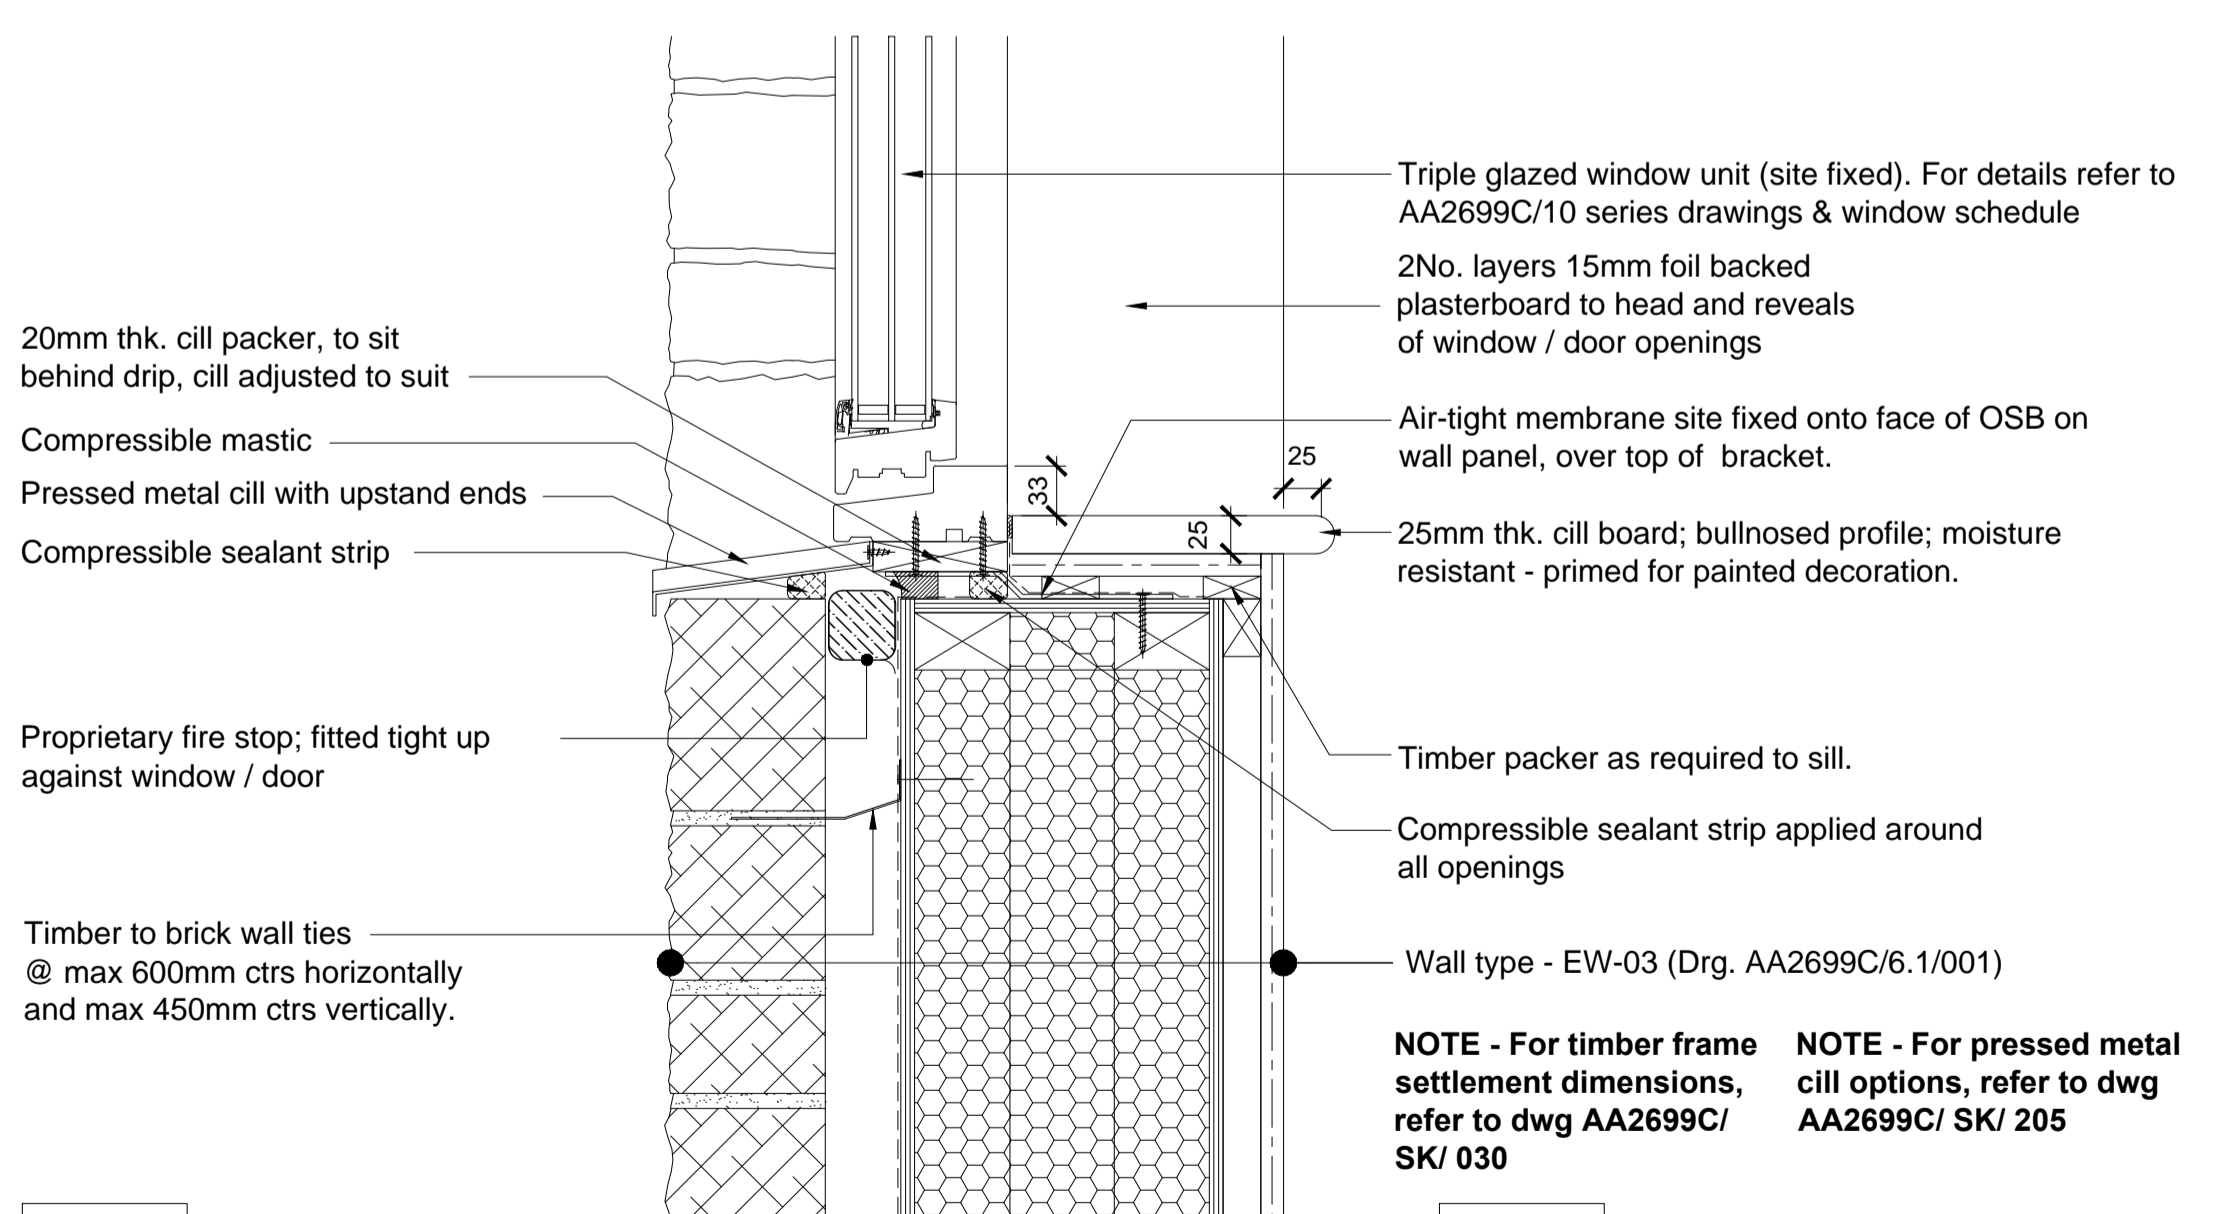 20mm thk. cill packer, to sit
behind drip, cill adjusted to suit
Compressible mastic
Pressed metal cill with upstand ends
Compressible sealant strip
Proprietary fire stop; fitted tight up
against window / door
Timber to brick wall ties
@ max 600mm ctrs horizontally
and max 450mm ctrs vertically.
33
25
25
Triple glazed window unit (site fixed). For details refer to
AA2699C/10 series drawings & window schedule
2No. layers 15mm foil backed
plasterboard to head and reveals
of window / door openings
Air-tight membrane site fixed onto face of OSB on
wall panel, over top of bracket.
25mm thk. cill board; bullnosed profile; moisture
resistant - primed for painted decoration.
Timber packer as required to sill.
Compressible sealant strip applied around
all openings
Wall type - EW-03 (Drg. AA2699C/6.1/001)
NOTE - For timber frame
settlement dimensions,
refer to dwg AA2699C/
SK/ 030
NOTE - For pressed metal
cill options, refer to dwg
AA2699C/ SK/ 205